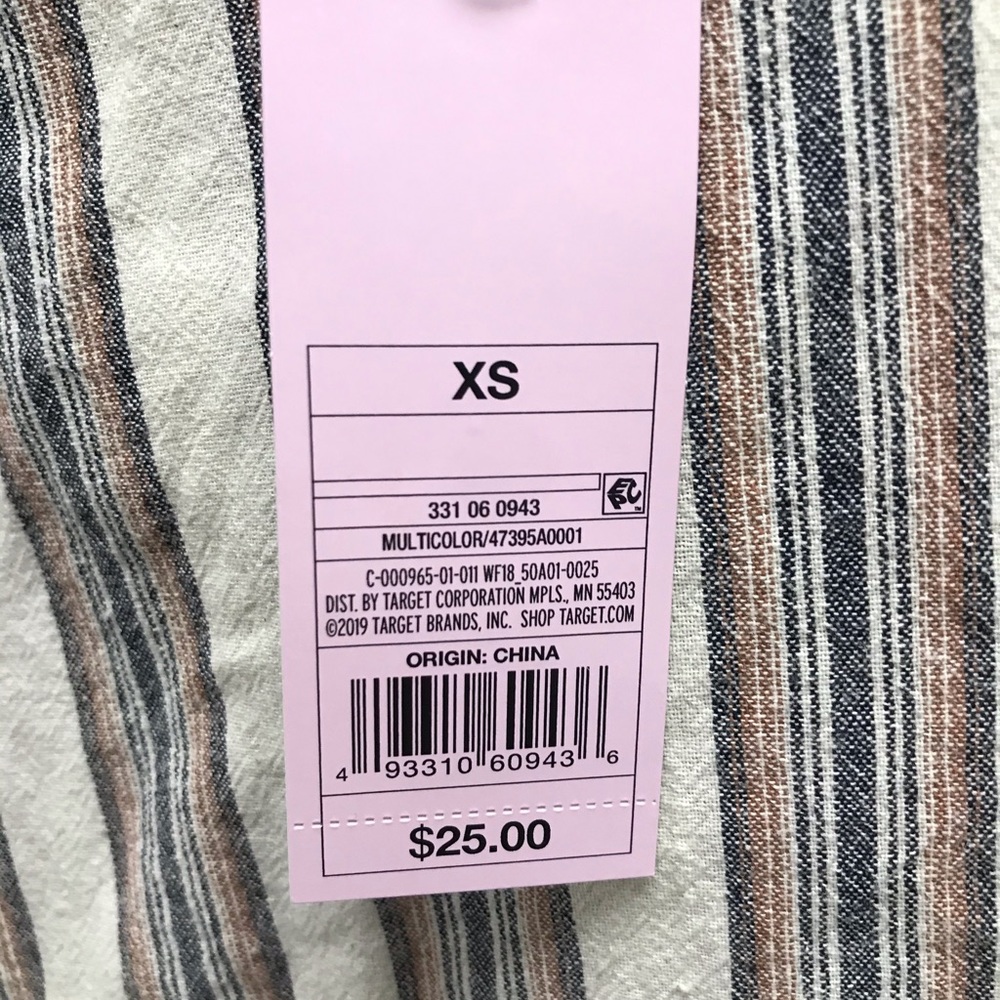 XS
EPC™
331 06 0943
MULTICOLOR/47395A0001
C-000965-01-011 WF18_50A01-0025
DIST. BY TARGET CORPORATION MPLS., MN 55403
©2019 TARGET BRANDS, INC. SHOP TARGET.COM
ORIGIN: CHINA
4 93310 60943 6
$25.00